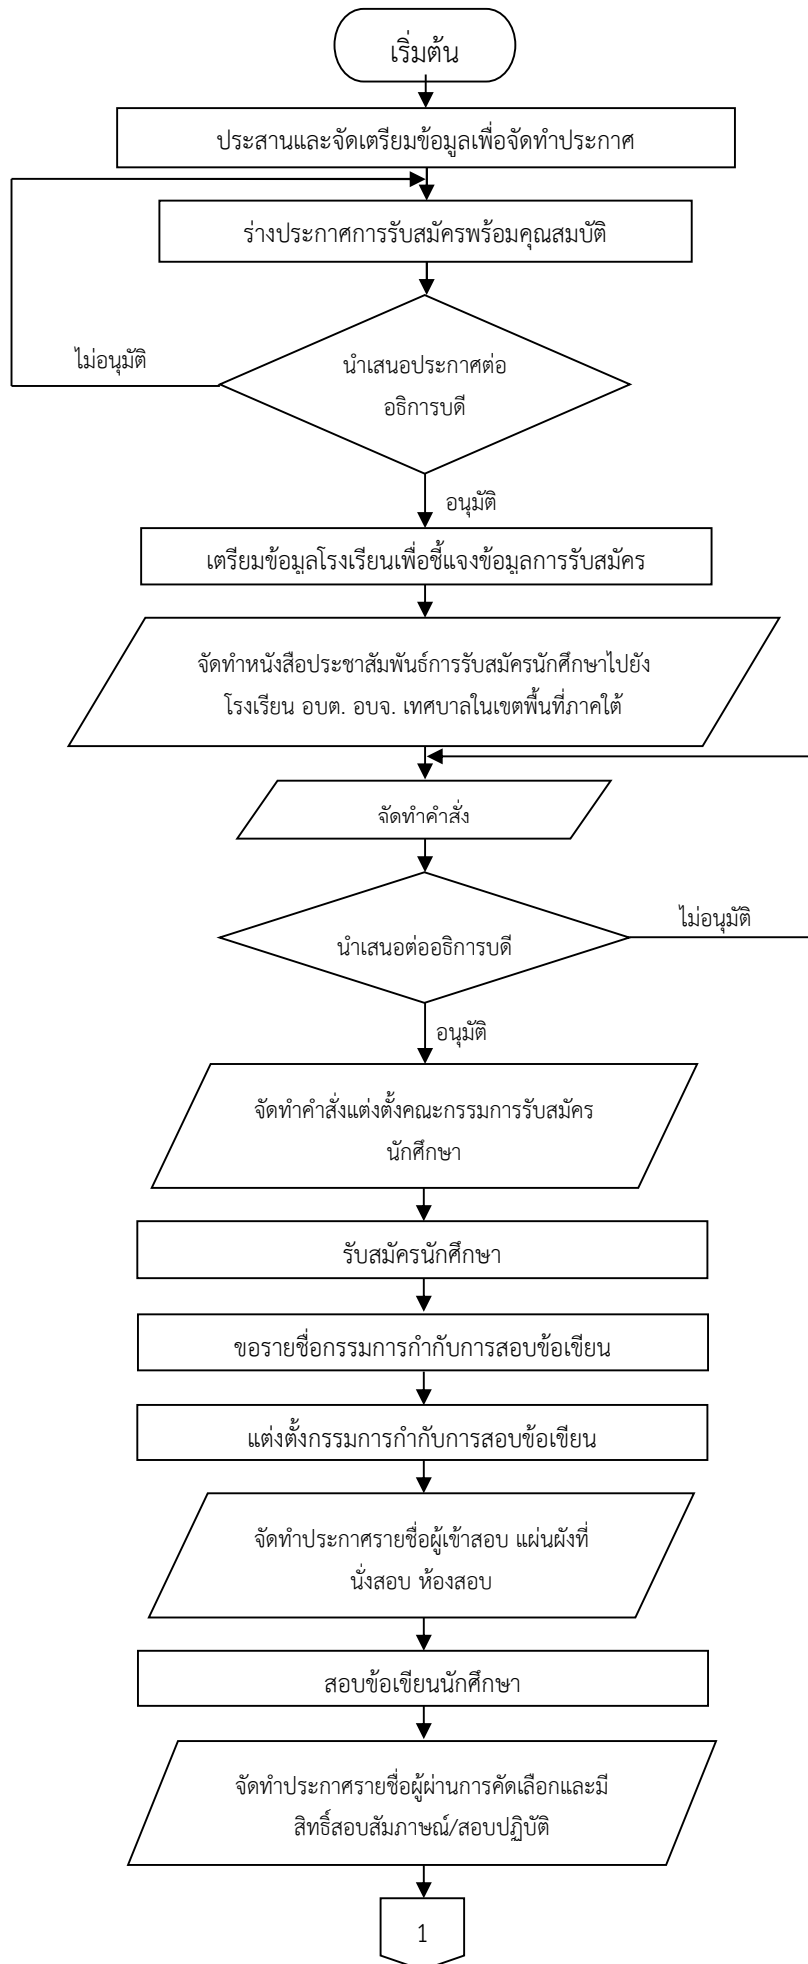 เริ่มต้น
ประสานและจัดเตรียมข้อมูลเพื่อจัดทำประกาศ
ร่างประกาศการรับสมัครพร้อมคุณสมบัติ
ไม่อนุมัติ
นำเสนอประกาศต่อ
อธิการบดี
อนุมัติ
เตรียมข้อมูลโรงเรียนเพื่อชี้แจงข้อมูลการรับสมัคร
จัดทำหนังสือประชาสัมพันธ์การรับสมัครนักศึกษาไปยัง
โรงเรียน อบต. อบจ. เทศบาลในเขตพื้นที่ภาคใต้
จัดทำคำสั่ง
ไม่อนุมัติ
นำเสนอต่ออธิการบดี
อนุมัติ
จัดทำคำสั่งแต่งตั้งคณะกรรมการรับสมัคร
นักศึกษา
รับสมัครนักศึกษา
ขอรายชื่อกรรมการกำกับการสอบข้อเขียน
แต่งตั้งกรรมการกำกับการสอบข้อเขียน
จัดทำประกาศรายชื่อผู้เข้าสอบ แผ่นผังที่
นั่งสอบ ห้องสอบ
สอบข้อเขียนนักศึกษา
จัดทำประกาศรายชื่อผู้ผ่านการคัดเลือกและมี
สิทธิ์สอบสัมภาษณ์/สอบปฏิบัติ
1